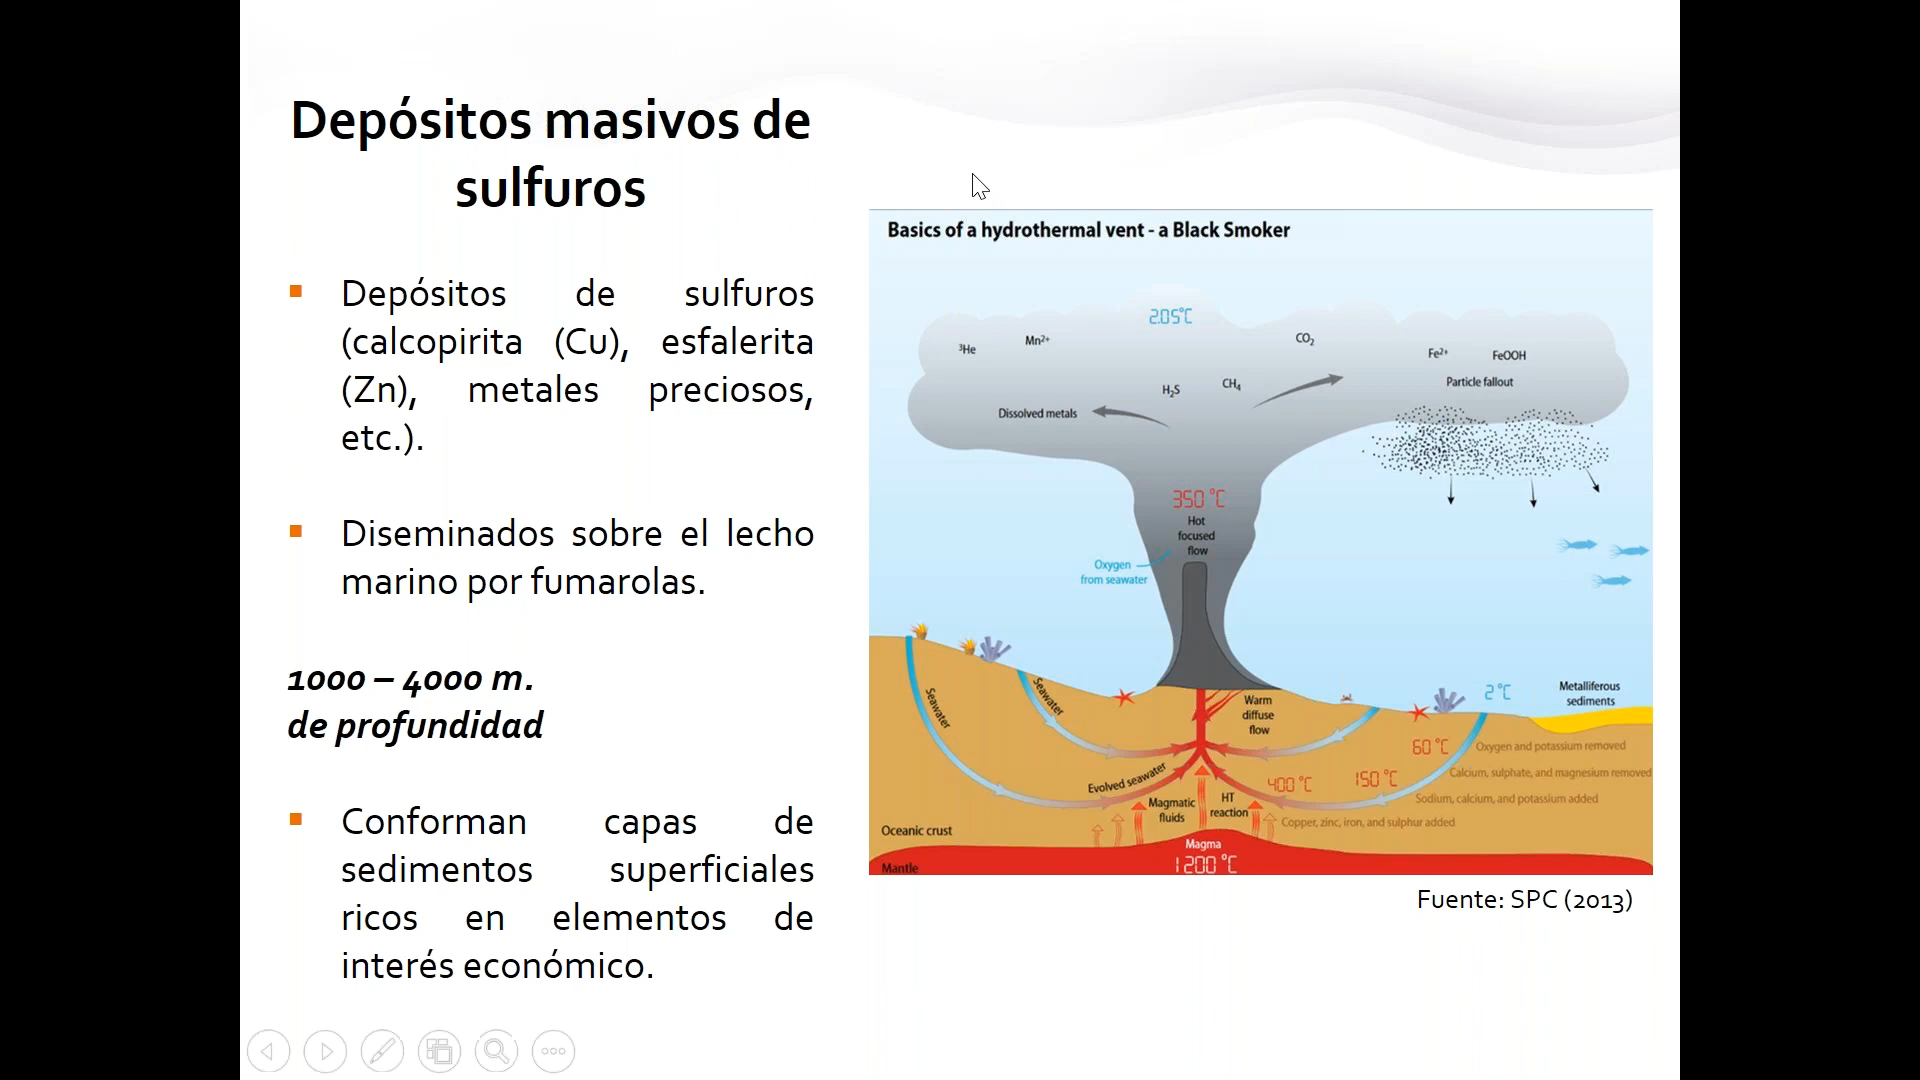 Depósitos masivos de
sulfuros
Depósitos de sulfuros
(calcopirita (Cu), esfalerita
(Zn), metales preciosos,
etc.).
Diseminados sobre el lecho
marino por fumarolas.
1000 – 4000 m.
de profundidad
Conforman capas de
sedimentos superficiales
ricos en elementos de
interés económico.
Basics of a hydrothermal vent - a Black Smoker
2.05°C
³He
Mn²⁺
CO₂
Fe²⁺
FeOOH
H₂S
CH₄
Particle fallout
Dissolved metals
350 °C
Hot
focused
flow
Oxygen
from seawater
Seawater
Seawater
Warm
diffuse
flow
2 °C
Metalliferous
sediments
60 °C
Oxygen and potassium removed
Evolved seawater
400 °C
150 °C
Calcium, sulphate, and magnesium removed
Magmatic
fluids
HT
reaction
Sodium, calcium, and potassium added
Copper, zinc, iron, and sulphur added
Oceanic crust
Magma
1200 °C
Mantle
Fuente: SPC (2013)